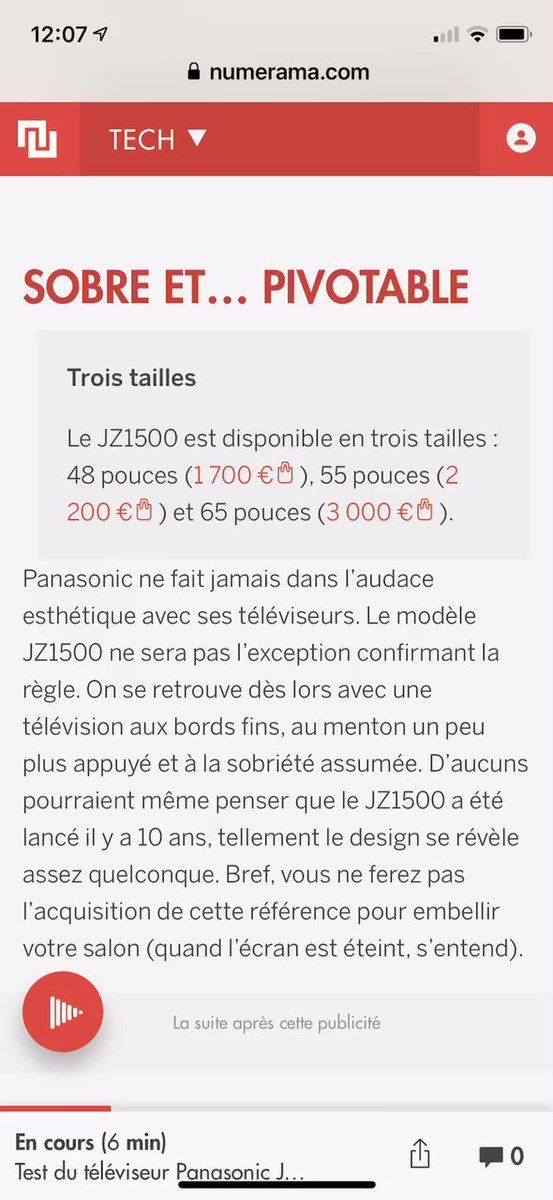 12:07
numerama.com
TECH ▼
SOBRE ET... PIVOTABLE
Trois tailles
Le JZ1500 est disponible en trois tailles :
48 pouces (1 700 € ), 55 pouces (2
200 € ) et 65 pouces (3 000 € ).
Panasonic ne fait jamais dans l’audace
esthétique avec ses téléviseurs. Le modèle
JZ1500 ne sera pas l’exception confirmant la
règle. On se retrouve dès lors avec une
télévision aux bords fins, au menton un peu
plus appuyé et à la sobriété assumée. D’aucuns
pourraient même penser que le JZ1500 a été
lancé il y a 10 ans, tellement le design se révèle
assez quelconque. Bref, vous ne ferez pas
l’acquisition de cette référence pour embellir
votre salon (quand l’écran est éteint, s’entend).
La suite après cette publicité
En cours (6 min)
Test du téléviseur Panasonic J...
0